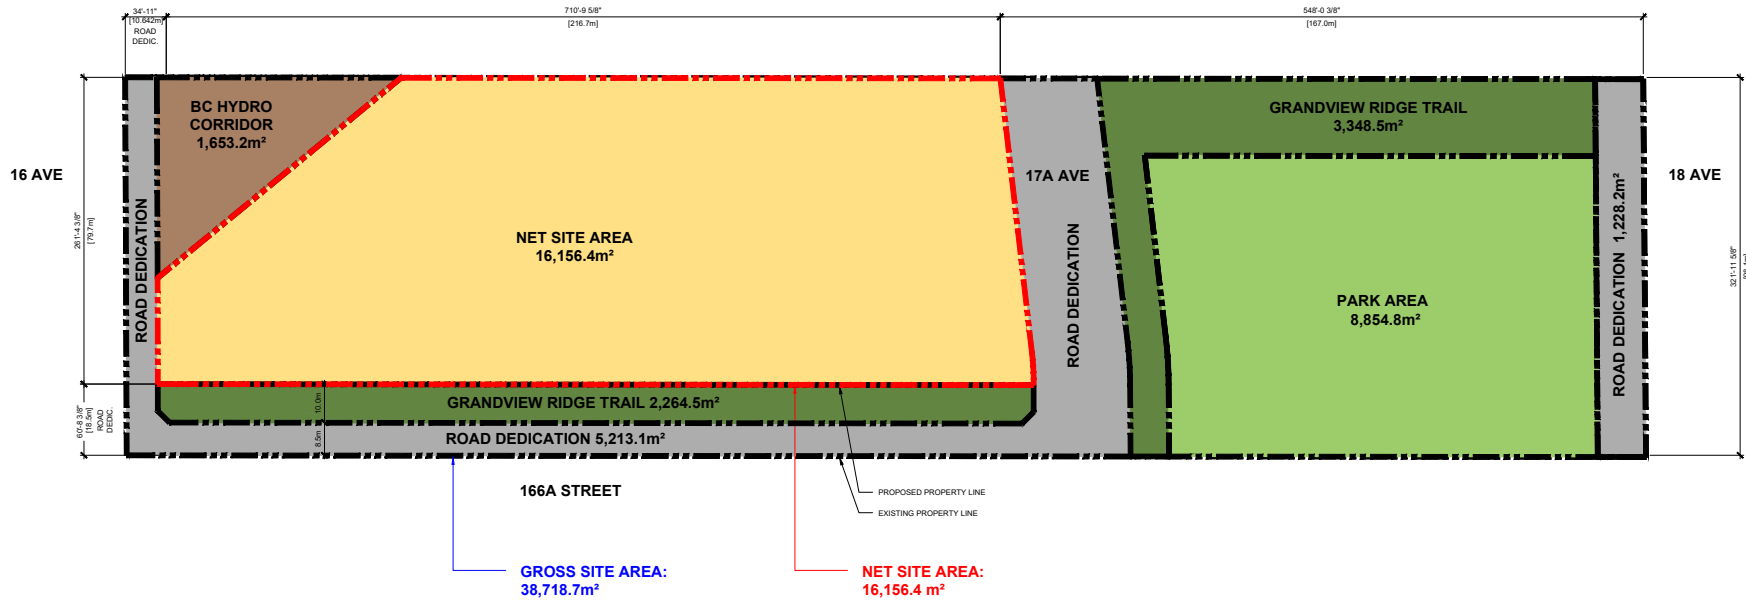 34'-11"
[10.642m]
ROAD
DEDIC.
710'-9 5/8"
[216.7m]
548'-0 3/8"
[167.0m]
BC HYDRO
CORRIDOR
1,653.2m²
GRANDVIEW RIDGE TRAIL
3,348.5m²
16 AVE
17A AVE
18 AVE
261'-4 3/8"
[79.7m]
ROAD DEDICATION
NET SITE AREA
16,156.4m²
ROAD DEDICATION
PARK AREA
8,854.8m²
ROAD DEDICATION 1,228.2m²
321'-11 5/8"
60'-8 3/8"
[18.5m]
ROAD
DEDIC.
10.0m
8.5m
GRANDVIEW RIDGE TRAIL 2,264.5m²
ROAD DEDICATION 5,213.1m²
166A STREET
PROPOSED PROPERTY LINE
EXISTING PROPERTY LINE
GROSS SITE AREA:
38,718.7m²
NET SITE AREA:
16,156.4 m²